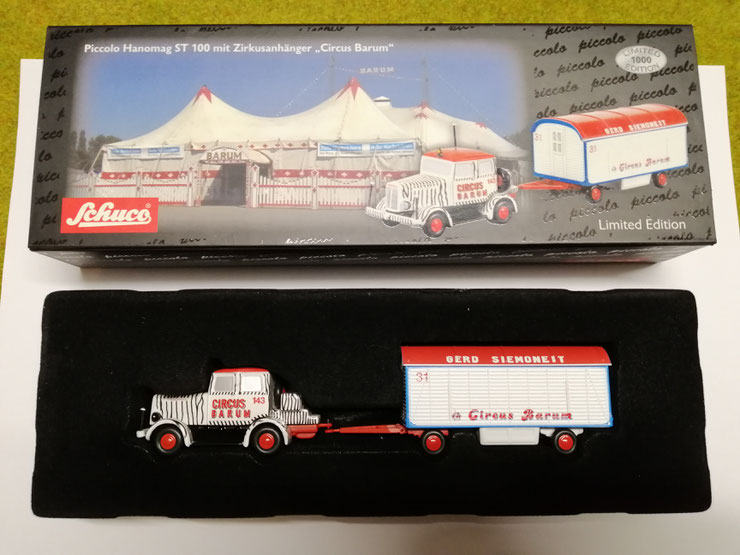 Piccolo Hanomag ST 100 mit Zirkusanhänger „Circus Barum“
piccolo piccolo piccolo
LIMITED
1000
EDITION
BARUM
BARUM
Schuco
CIRCUS
BARUM
143
GERD SIEMONEIT
31
31
Circus Barum
Limited Edition
GERD SIEMONEIT
31
Circus Barum
143
CIRCUS
BARUM